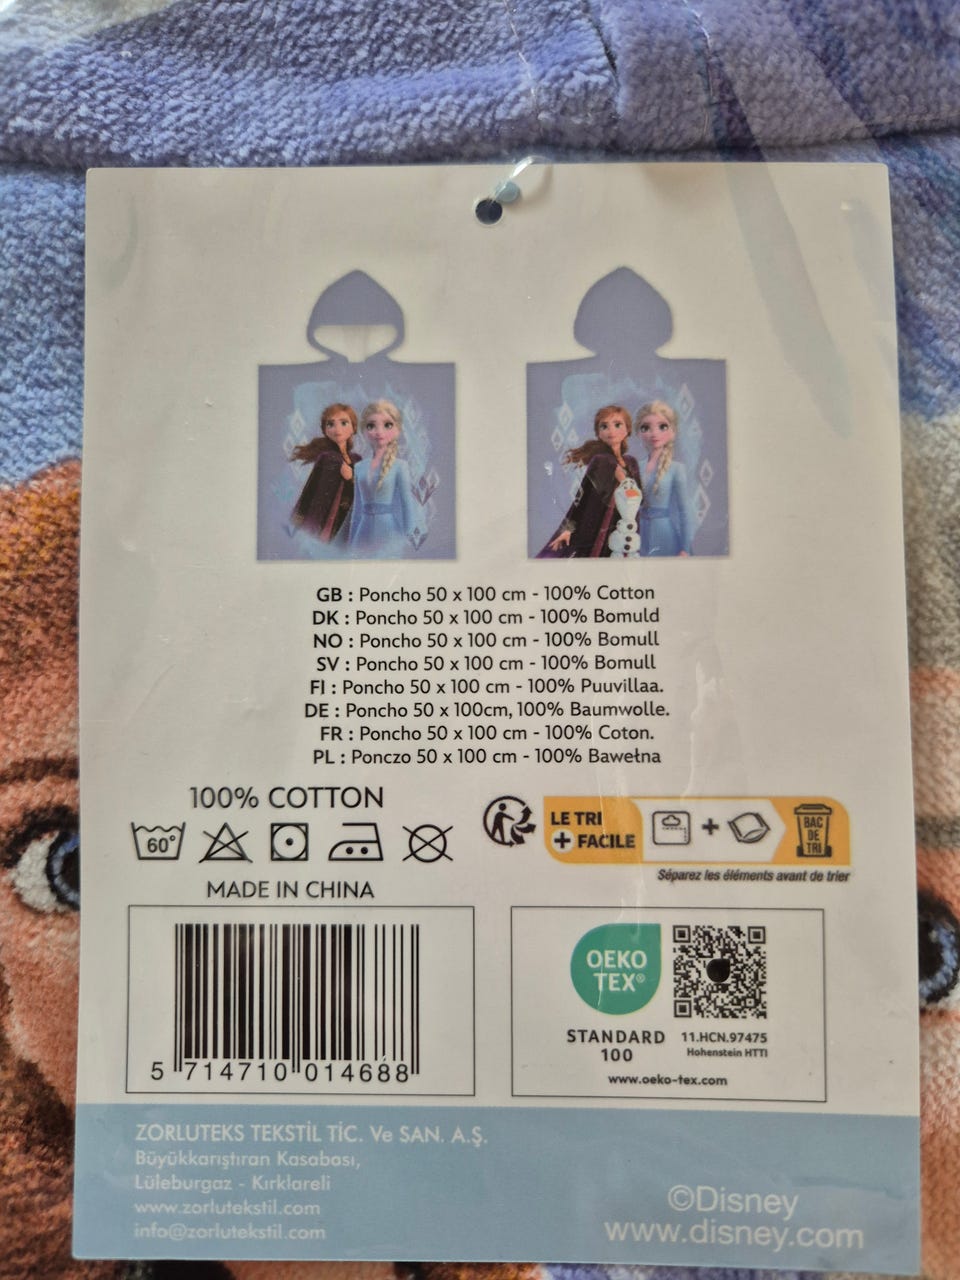 GB : Poncho 50 x 100 cm - 100% Cotton
DK : Poncho 50 x 100 cm - 100% Bomuld
NO : Poncho 50 x 100 cm - 100% Bomull
SV : Poncho 50 x 100 cm - 100% Bomull
FI : Poncho 50 x 100 cm - 100% Puuvillaa.
DE : Poncho 50 x 100cm, 100% Baumwolle.
FR : Poncho 50 x 100 cm - 100% Coton.
PL : Ponczo 50 x 100 cm - 100% Bawełna
100% COTTON
60°
MADE IN CHINA
LE TRI
+ FACILE
+
BAC
DE
TRI
Séparez les éléments avant de trier
5 714710 014688
OEKO
TEX®
STANDARD
100
11.HCN.97475
Hohenstein HTTI
www.oeko-tex.com
ZORLUTEKS TEKSTİL TİC. Ve SAN. A.Ş.
Büyükkarıştıran Kasabası,
Lüleburgaz - Kırklareli
www.zorlutekstil.com
info@zorlutekstil.com
©Disney
www.disney.com